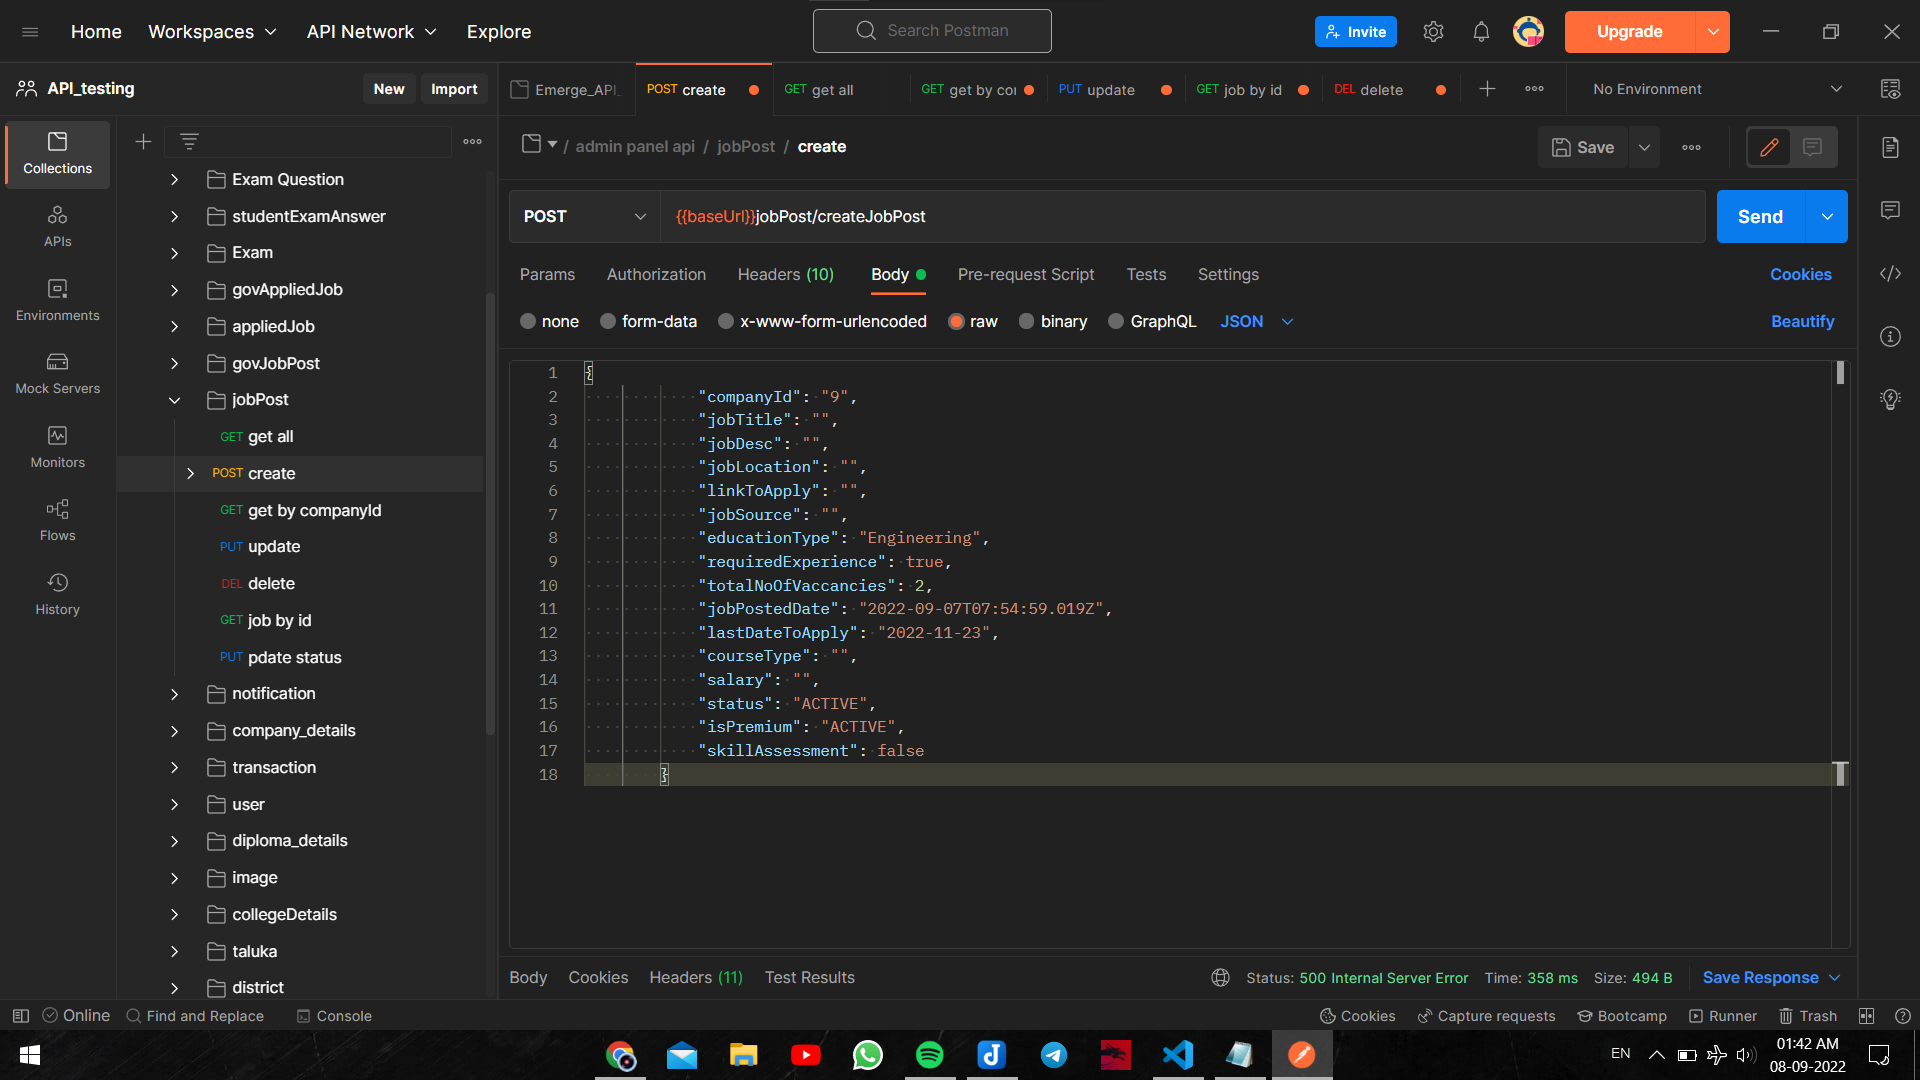 Home Workspaces API Network Explore Search Postman Invite Upgrade
API_testing New Import Emerge_API_ POST create GET get all GET get by co PUT update GET job by id DEL delete No Environment
admin panel api / jobPost / create Save
POST {{baseUrl}}jobPost/createJobPost Send
Params Authorization Headers (10) Body Pre-request Script Tests Settings Cookies
none form-data x-www-form-urlencoded raw binary GraphQL JSON Beautify
Collections
APIs
Environments
Mock Servers
Monitors
Flows
History
Exam Question
studentExamAnswer
Exam
govAppliedJob
appliedJob
govJobPost
jobPost
GET get all
POST create
GET get by companyId
PUT update
DEL delete
GET job by id
PUT pdate status
notification
company_details
transaction
user
diploma_details
image
collegeDetails
taluka
district
1 {
2 "companyId": "9",
3 "jobTitle": "",
4 "jobDesc": "",
5 "jobLocation": "",
6 "linkToApply": "",
7 "jobSource": "",
8 "educationType": "Engineering",
9 "requiredExperience": true,
10 "totalNoOfVaccancies": 2,
11 "jobPostedDate": "2022-09-07T07:54:59.019Z",
12 "lastDateToApply": "2022-11-23",
13 "courseType": "",
14 "salary": "",
15 "status": "ACTIVE",
16 "isPremium": "ACTIVE",
17 "skillAssessment": false
18 }
Body Cookies Headers (11) Test Results Status: 500 Internal Server Error Time: 358 ms Size: 494 B Save Response
Online Find and Replace Console Cookies Capture requests Bootcamp Runner Trash
EN 01:42 AM
08-09-2022